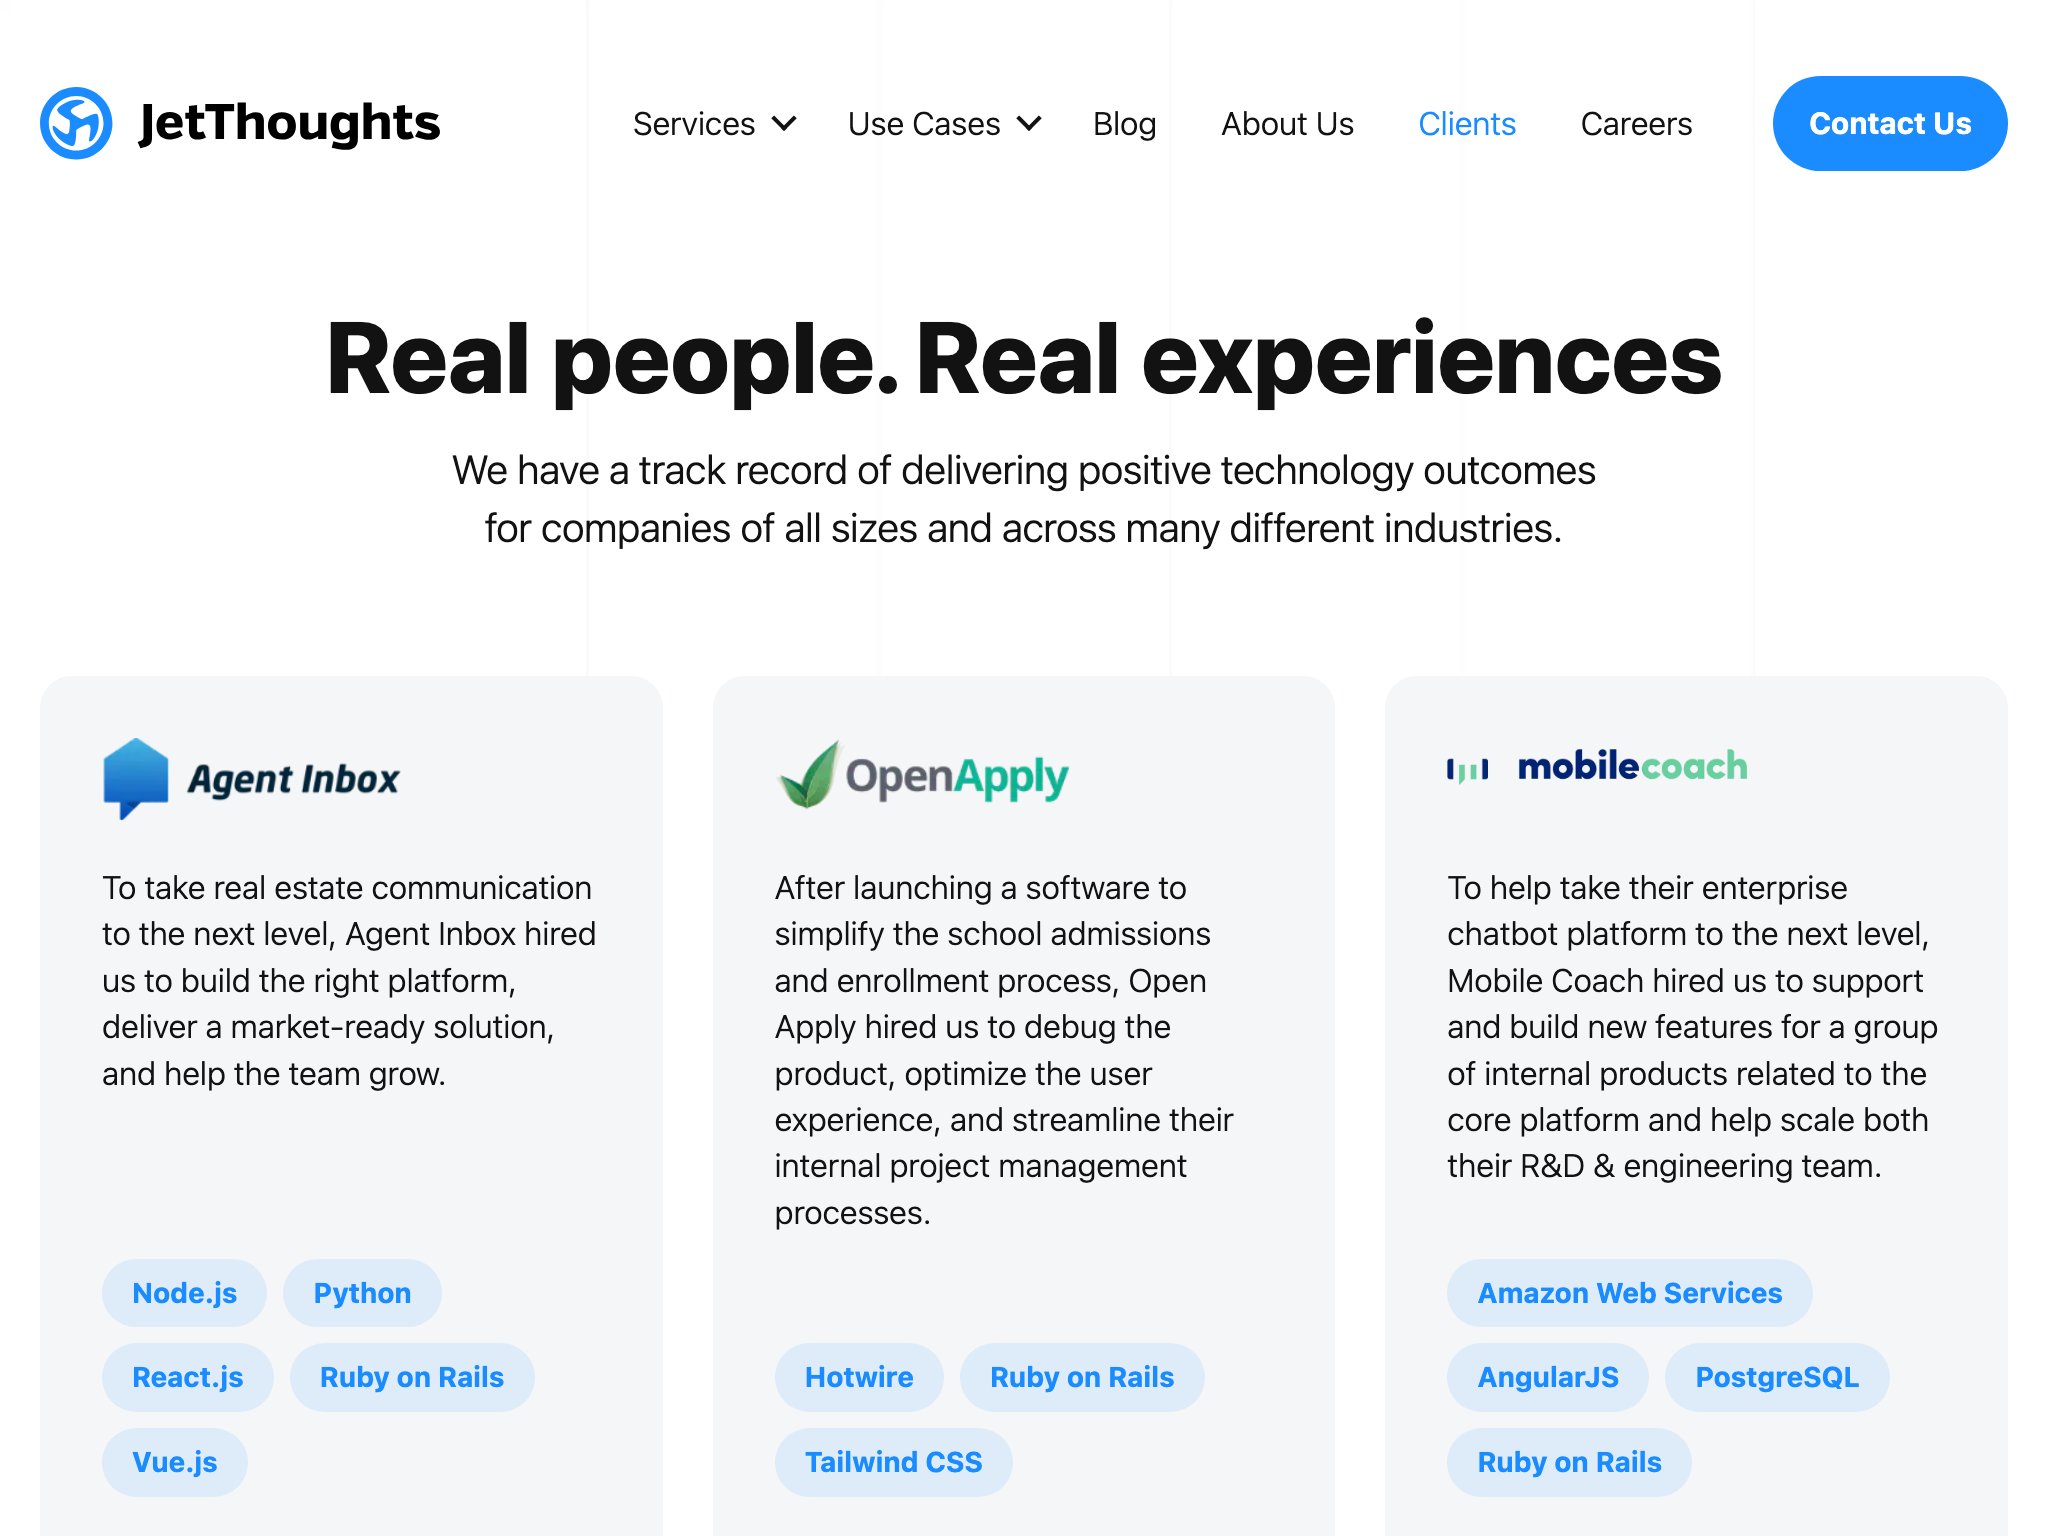 JetThoughts
Services
Use Cases
Blog
About Us
Clients
Careers
Contact Us
Real people. Real experiences
We have a track record of delivering positive technology outcomes
for companies of all sizes and across many different industries.
Agent Inbox
To take real estate communication
to the next level, Agent Inbox hired
us to build the right platform,
deliver a market-ready solution,
and help the team grow.
Node.js
Python
React.js
Ruby on Rails
Vue.js
OpenApply
After launching a software to
simplify the school admissions
and enrollment process, Open
Apply hired us to debug the
product, optimize the user
experience, and streamline their
internal project management
processes.
Hotwire
Ruby on Rails
Tailwind CSS
mobilecoach
To help take their enterprise
chatbot platform to the next level,
Mobile Coach hired us to support
and build new features for a group
of internal products related to the
core platform and help scale both
their R&D & engineering team.
Amazon Web Services
AngularJS
PostgreSQL
Ruby on Rails